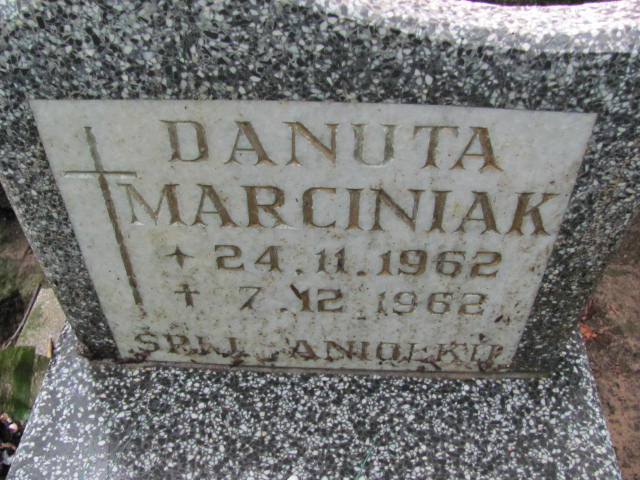 DANUTA
MARCINIAK
24.11.1962
7.12.1962
ŚPIJ ANIOŁKU